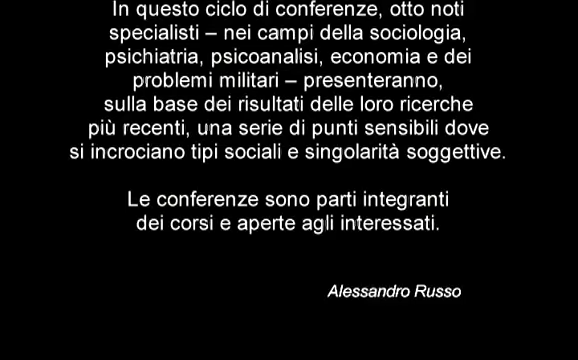 In questo ciclo di conferenze, otto noti
specialisti – nei campi della sociologia,
psichiatria, psicoanalisi, economia e dei
problemi militari – presenteranno,
sulla base dei risultati delle loro ricerche
più recenti, una serie di punti sensibili dove
si incrociano tipi sociali e singolarità soggettive.
Le conferenze sono parti integranti
dei corsi e aperte agli interessati.
Alessandro Russo